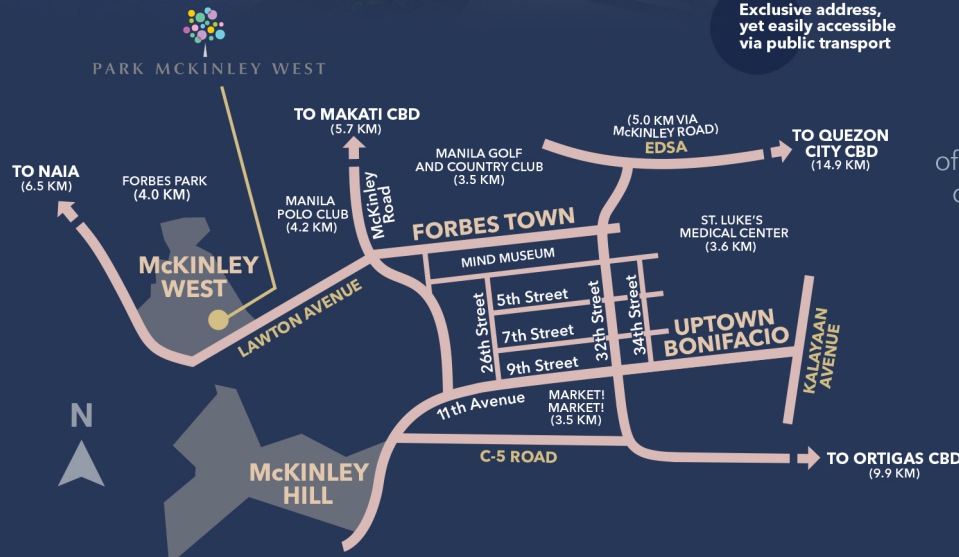 Exclusive address,
yet easily accessible
via public transport
PARK MCKINLEY WEST
TO MAKATI CBD
(5.7 KM)
(5.0 KM VIA
McKINLEY ROAD)
EDSA
TO QUEZON
CITY CBD
(14.9 KM)
MANILA GOLF
AND COUNTRY CLUB
(3.5 KM)
TO NAIA
(6.5 KM)
FORBES PARK
(4.0 KM)
MANILA
POLO CLUB
(4.2 KM)
McKinley
Road
FORBES TOWN
ST. LUKE'S
MEDICAL CENTER
(3.6 KM)
of
McKINLEY
WEST
MIND MUSEUM
LAWTON AVENUE
26th Street
5th Street
7th Street
9th Street
32th Street
34th Street
UPTOWN
BONIFACIO
KALAYAAN
AVENUE
11th Avenue
MARKET!
MARKET!
(3.5 KM)
N
C-5 ROAD
McKINLEY
HILL
TO ORTIGAS CBD
(9.9 KM)